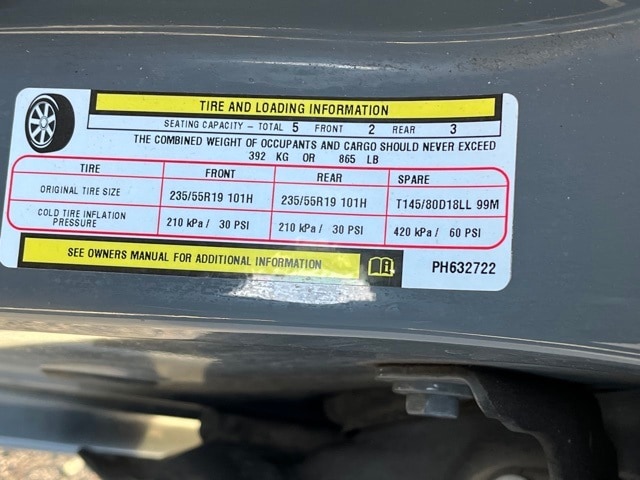 TIRE AND LOADING INFORMATION
SEATING CAPACITY – TOTAL 5 FRONT 2 REAR 3
THE COMBINED WEIGHT OF OCCUPANTS AND CARGO SHOULD NEVER EXCEED
392 KG OR 865 LB
TIRE FRONT REAR SPARE
ORIGINAL TIRE SIZE 235/55R19 101H 235/55R19 101H T145/80D18LL 99M
COLD TIRE INFLATION
PRESSURE 210 kPa / 30 PSI 210 kPa / 30 PSI 420 kPa / 60 PSI
SEE OWNERS MANUAL FOR ADDITIONAL INFORMATION
PH632722